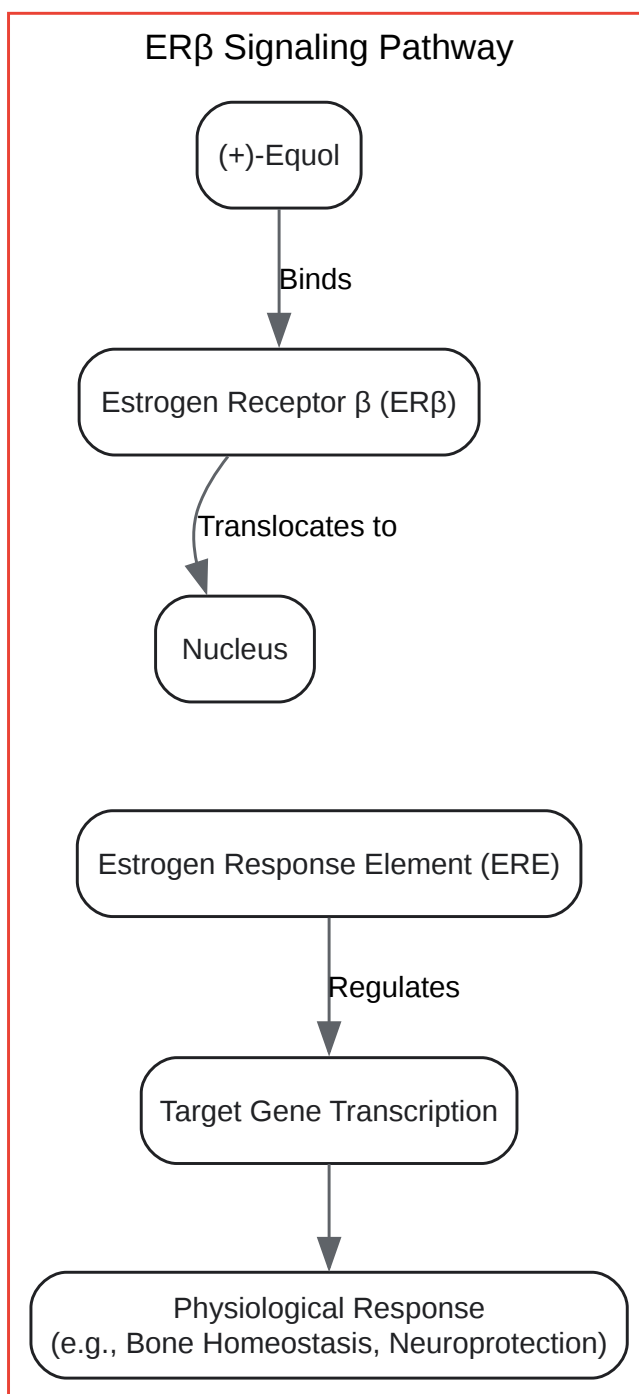 ERβ Signaling Pathway
(+)-Equol
Binds
Estrogen Receptor β (ERβ)
Translocates to
Nucleus
Estrogen Response Element (ERE)
Regulates
Target Gene Transcription
Physiological Response
(e.g., Bone Homeostasis, Neuroprotection)